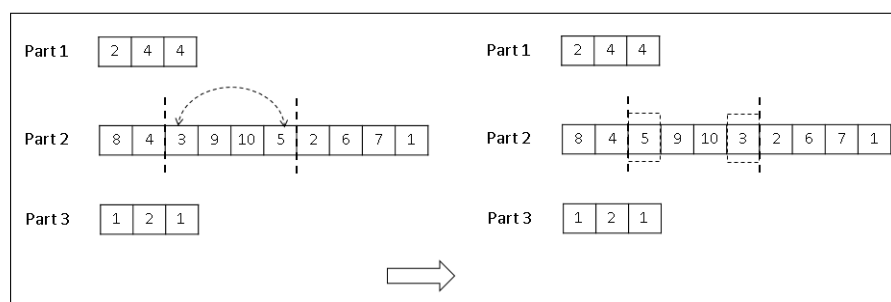 Part 1 2 4 4
Part 2 8 4 3 9 10 5 2 6 7 1
Part 3 1 2 1
Part 1 2 4 4
Part 2 8 4 5 9 10 3 2 6 7 1
Part 3 1 2 1